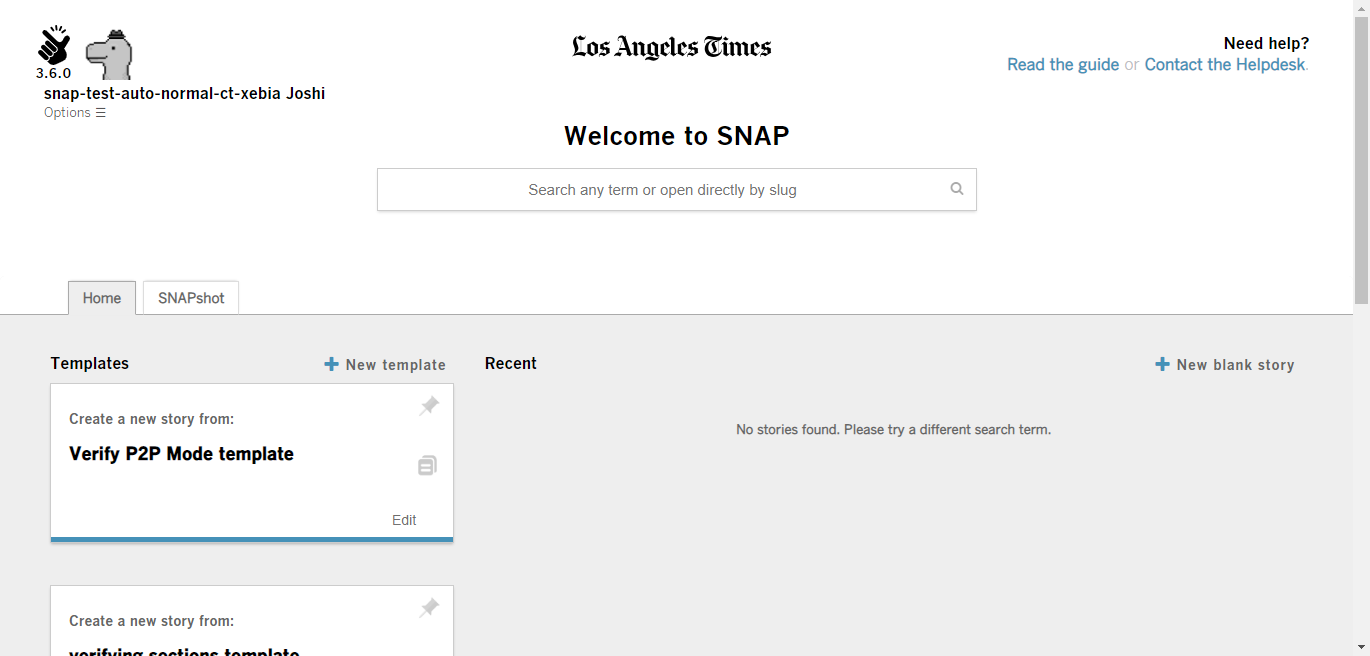 3.6.0
snap-test-auto-normal-ct-xebia Joshi
Options ☰
Los Angeles Times
Need help?
Read the guide or Contact the Helpdesk.
Welcome to SNAP
Search any term or open directly by slug
Home
SNAPshot
Templates
New template
Create a new story from:
Verify P2P Mode template
Edit
Create a new story from:
verifying sections template
Recent
New blank story
No stories found. Please try a different search term.